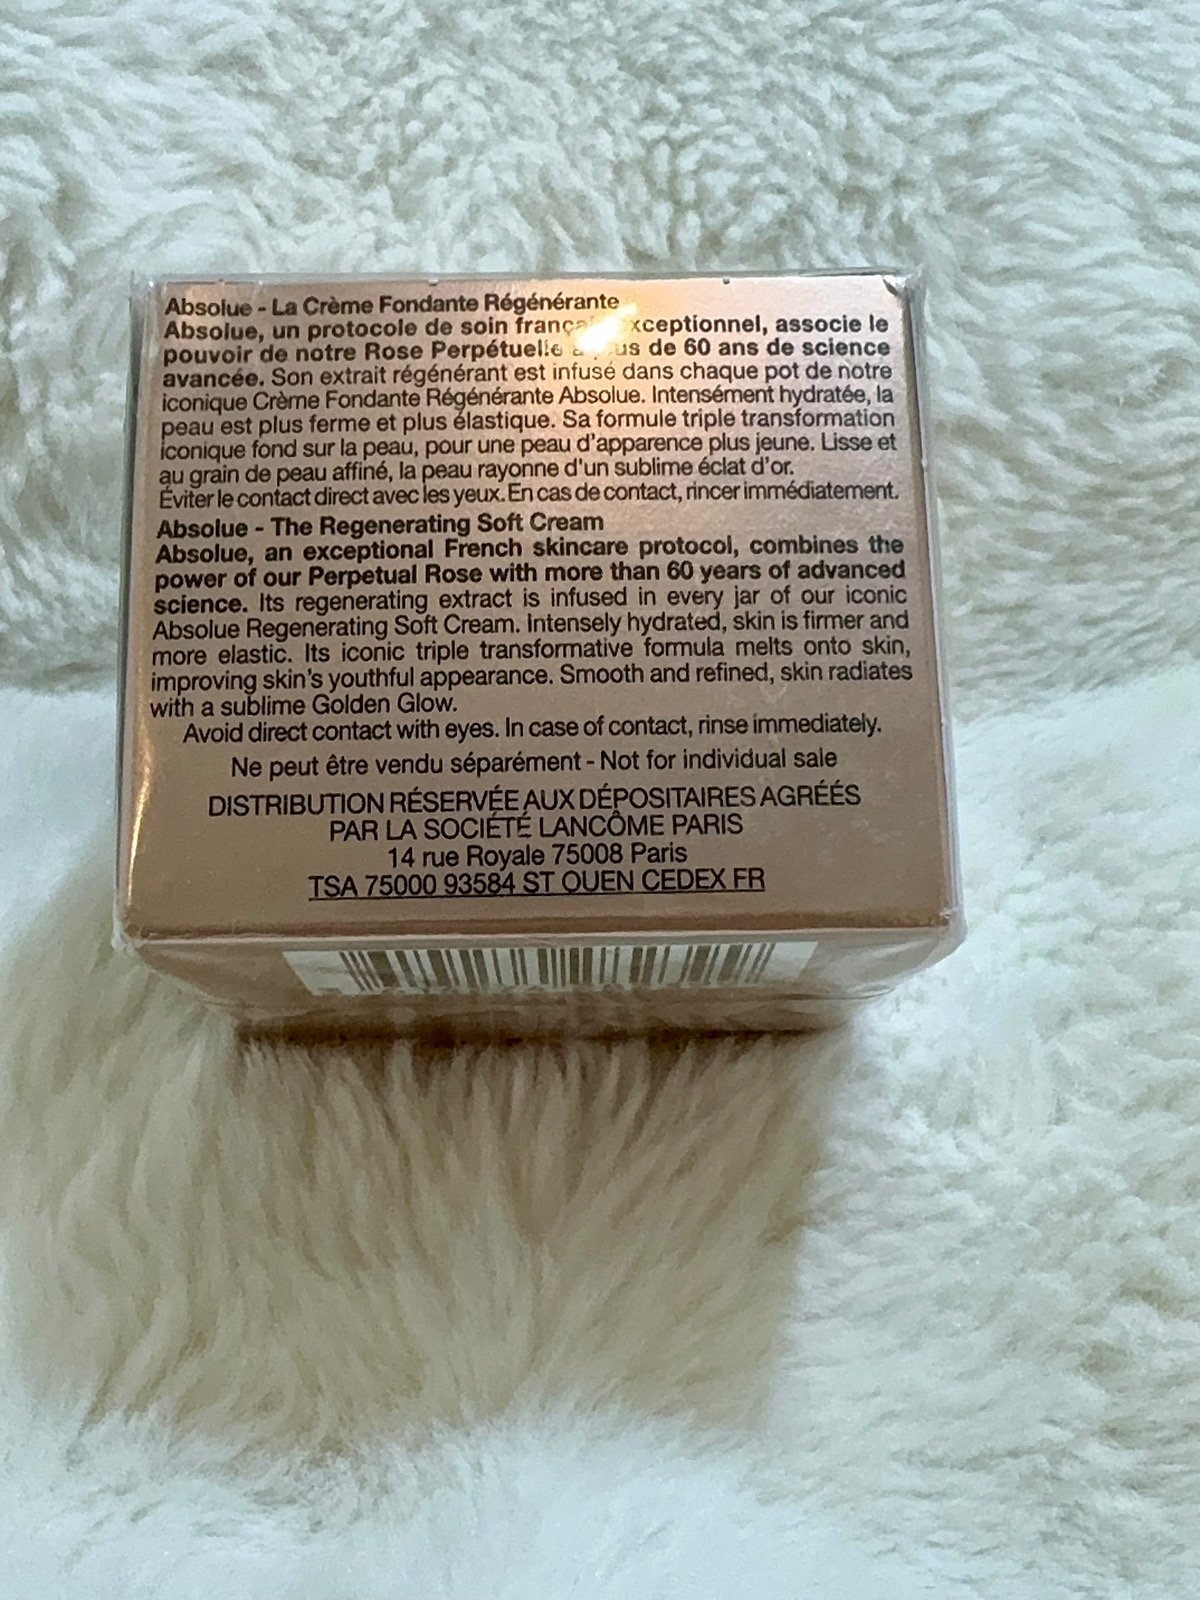 Absolue - La Crème Fondante Régénérante
Absolue, un protocole de soin exceptionnel, associe le
pouvoir de notre Rose Perpétuelle de 60 ans de science
avancée. Son extrait régénérant est infusé dans chaque pot de notre
iconique Crème Fondante Régénérante Absolue. Intensément hydratée, la
peau est plus ferme et plus élastique. Sa formule triple transformation
iconique fond sur la peau, pour une peau d'apparence plus jeune. Lisse et
au grain de peau affiné, la peau rayonne d'un sublime éclat d'or.
Éviter le contact direct avec les yeux. En cas de contact, rincer immédiatement.
Absolue - The Regenerating Soft Cream
Absolue, an exceptional French skincare protocol, combines the
power of our Perpetual Rose with more than 60 years of advanced
science. Its regenerating extract is infused in every jar of our iconic
Absolue Regenerating Soft Cream. Intensely hydrated, skin is firmer and
more elastic. Its iconic triple transformative formula melts onto skin,
improving skin's youthful appearance. Smooth and refined, skin radiates
with a sublime Golden Glow.
Avoid direct contact with eyes. In case of contact, rinse immediately.
Ne peut être vendu séparément - Not for individual sale
DISTRIBUTION RÉSERVÉE AUX DÉPOSITAIRES AGRÉÉS
PAR LA SOCIÉTÉ LANCÔME PARIS
14 rue Royale 75008 Paris
TSA 75000 93584 ST OUEN CEDEX FR